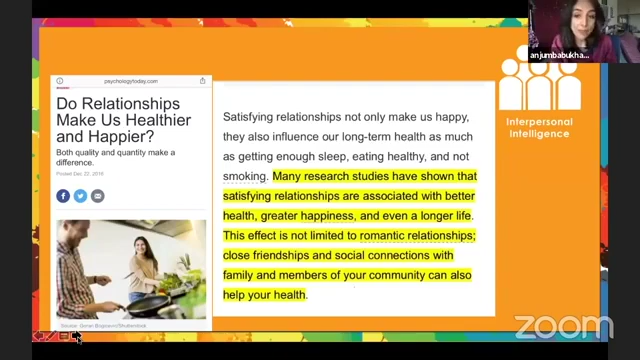 psychologytoday.com
Do Relationships
Make Us Healthier
and Happier?
Both quality and quantity make a
difference.
Posted Dec 22, 2016
Satisfying relationships not only make us happy,
they also influence our long-term health as much
as getting enough sleep, eating healthy, and not
smoking. Many research studies have shown that
satisfying relationships are associated with better
health, greater happiness, and even a longer life.
This effect is not limited to romantic relationships;
close friendships and social connections with
family and members of your community can also
help your health.
Interpersonal
Intelligence
anjumbabukha...
zoom